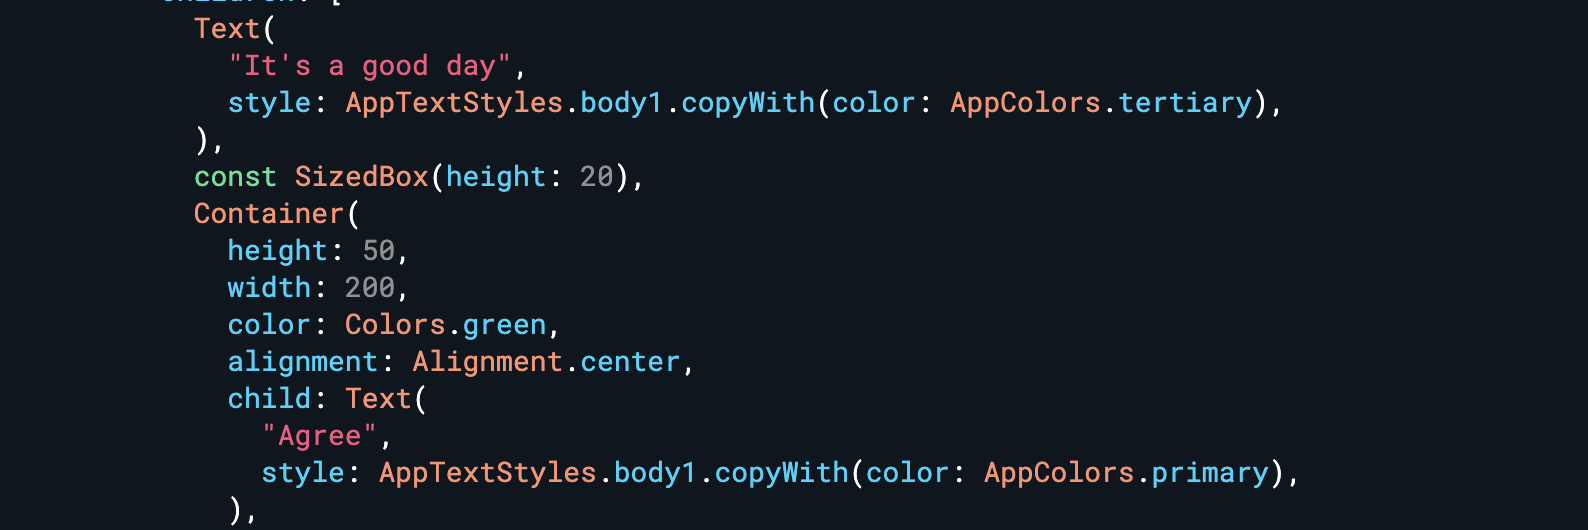 children: [
Text(
"It's a good day",
style: AppTextStyles.body1.copyWith(color: AppColors.tertiary),
),
const SizedBox(height: 20),
Container(
height: 50,
width: 200,
color: Colors.green,
alignment: Alignment.center,
child: Text(
"Agree",
style: AppTextStyles.body1.copyWith(color: AppColors.primary),
),